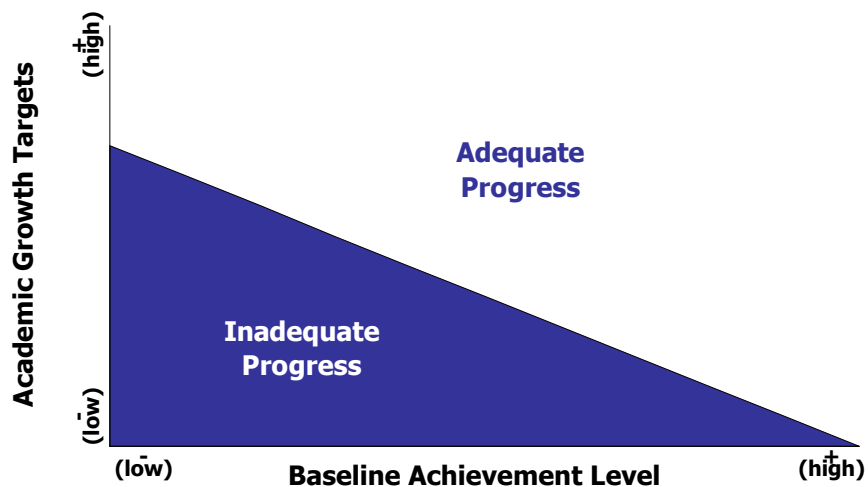 +
(high)
Academic Growth Targets
Adequate
Progress
Inadequate
Progress
-
(low)
-
(low)
Baseline Achievement Level
+
(high)